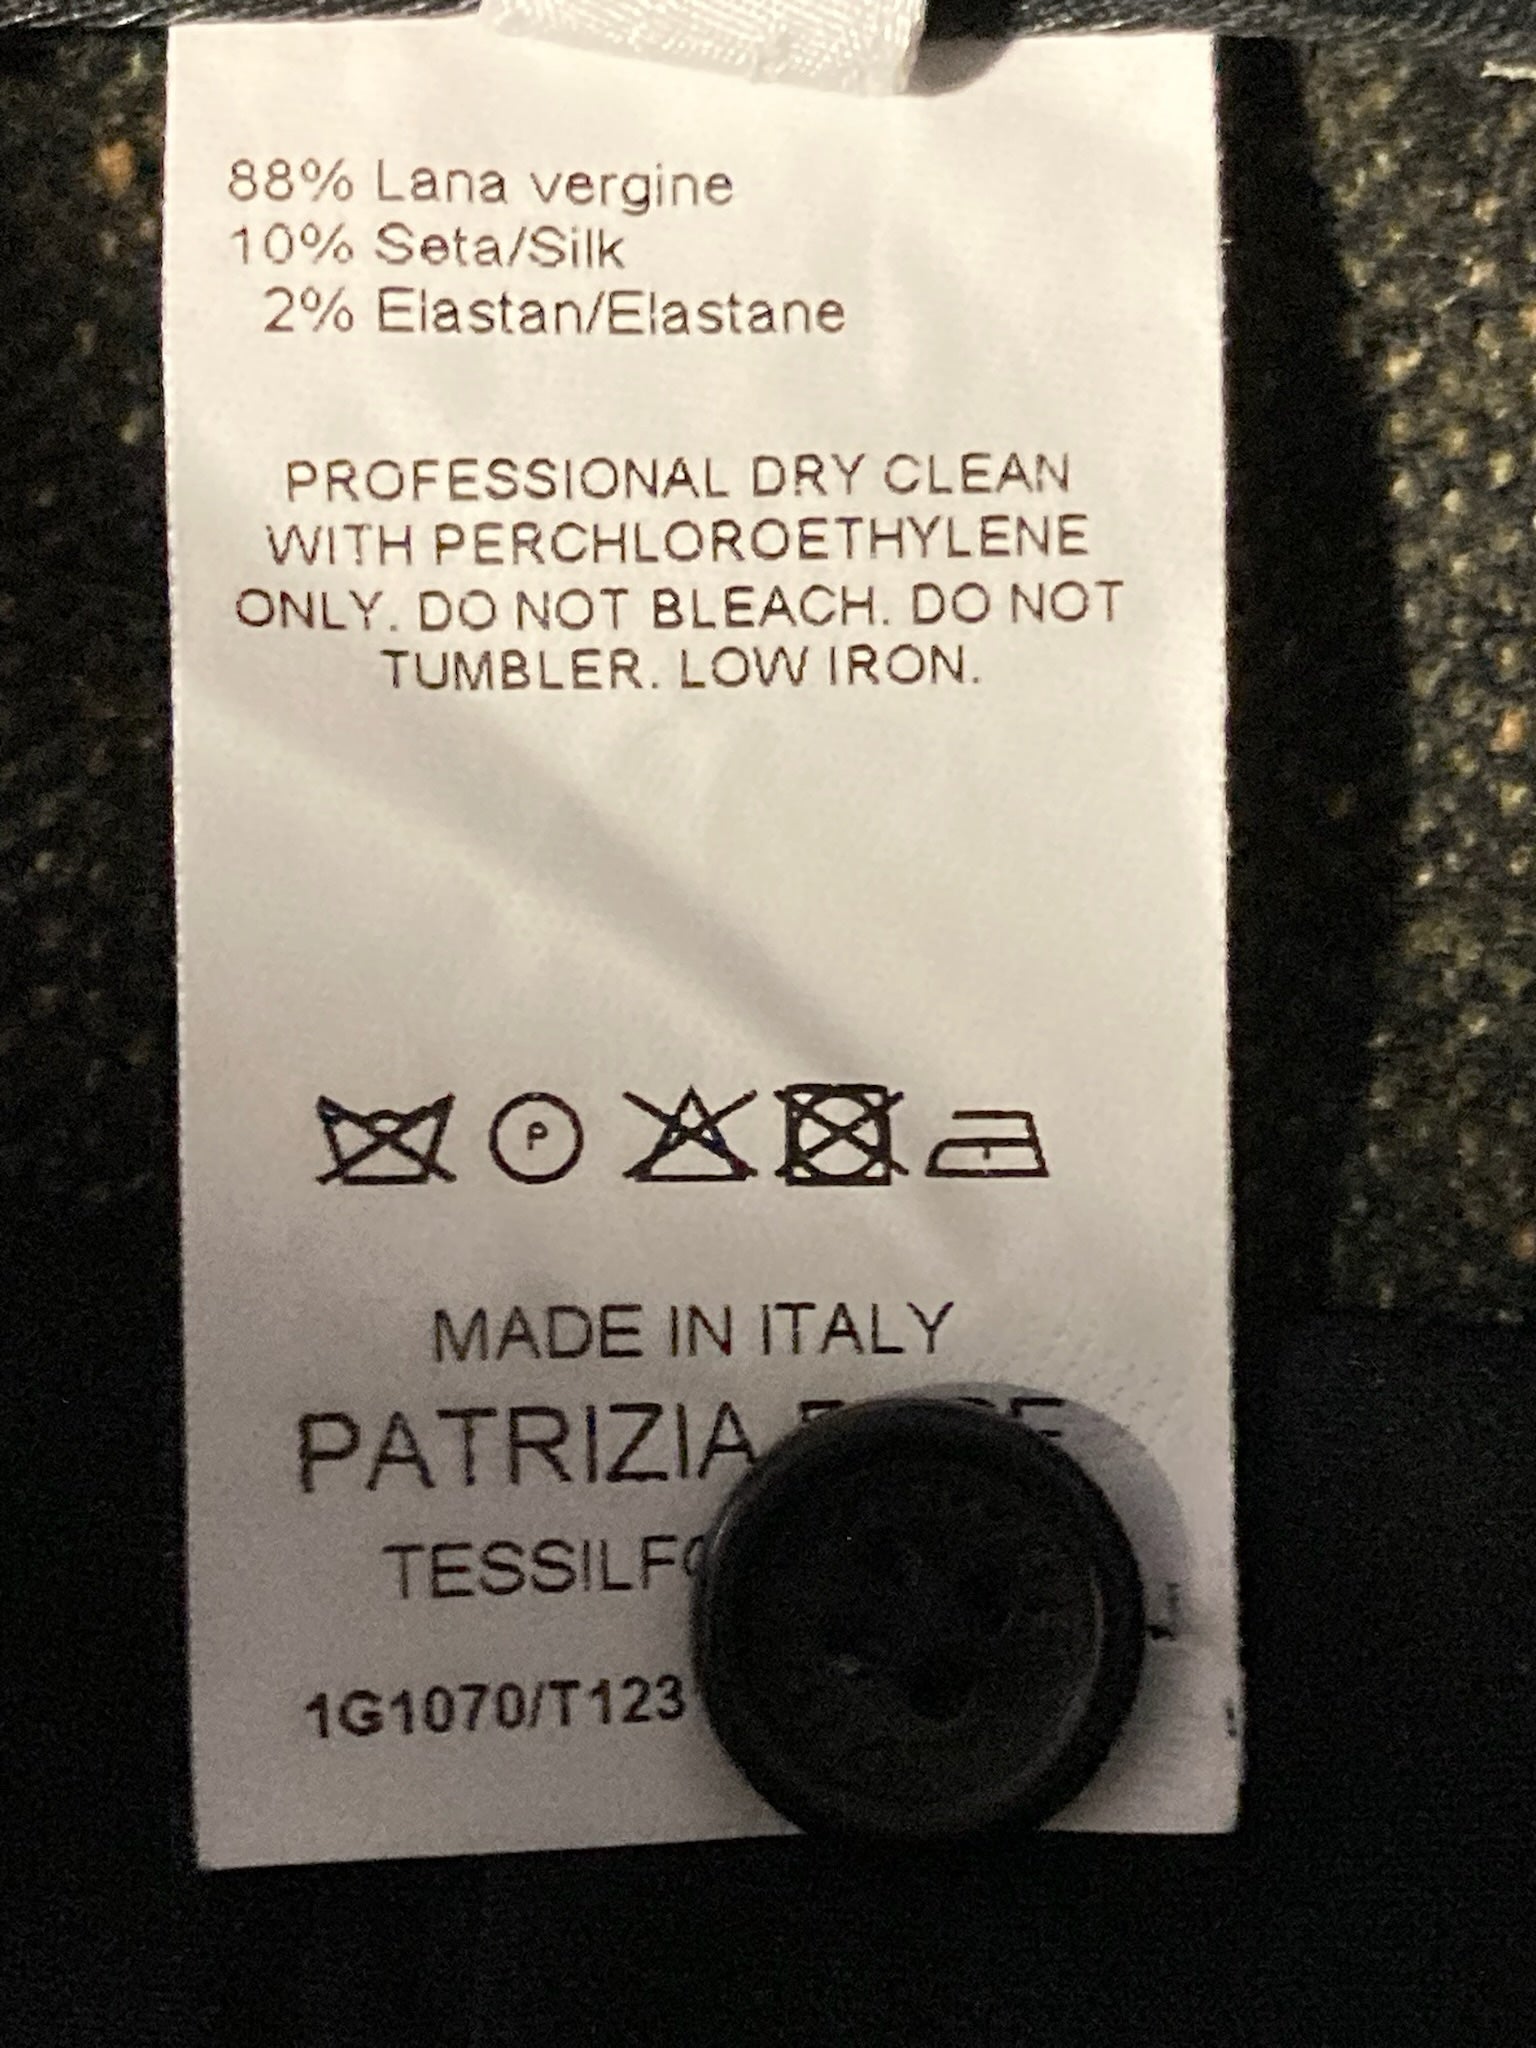 88% Lana vergine
10% Seta/Silk
2% Elastan/Elastane
PROFESSIONAL DRY CLEAN
WITH PERCHLOROETHYLENE
ONLY. DO NOT BLEACH. DO NOT
TUMBLER. LOW IRON.
P
MADE IN ITALY
PATRIZIA
1G1070/T123